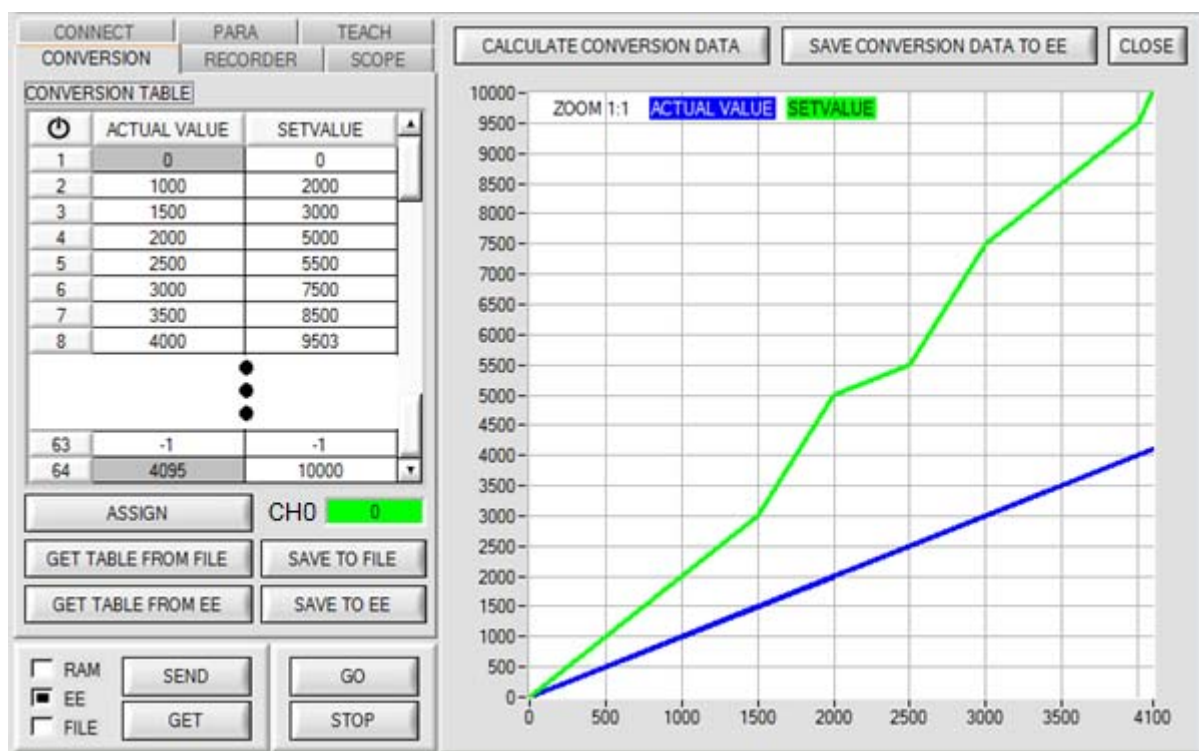 CONNECT PARA TEACH
CONVERSION RECORDER SCOPE
CONVERSION TABLE
ACTUAL VALUE SETVALUE
1 0 0
2 1000 2000
3 1500 3000
4 2000 5000
5 2500 5500
6 3000 7500
7 3500 8500
8 4000 9503
63 -1 -1
64 4095 10000
ASSIGN CH0 0
GET TABLE FROM FILE SAVE TO FILE
GET TABLE FROM EE SAVE TO EE
RAM
EE
FILE
SEND
GET
GO
STOP
CALCULATE CONVERSION DATA SAVE CONVERSION DATA TO EE CLOSE
ZOOM 1:1 ACTUAL VALUE SETVALUE
10000
9500
9000
8500
8000
7500
7000
6500
6000
5500
5000
4500
4000
3500
3000
2500
2000
1500
1000
500
0
0 500 1000 1500 2000 2500 3000 3500 4100